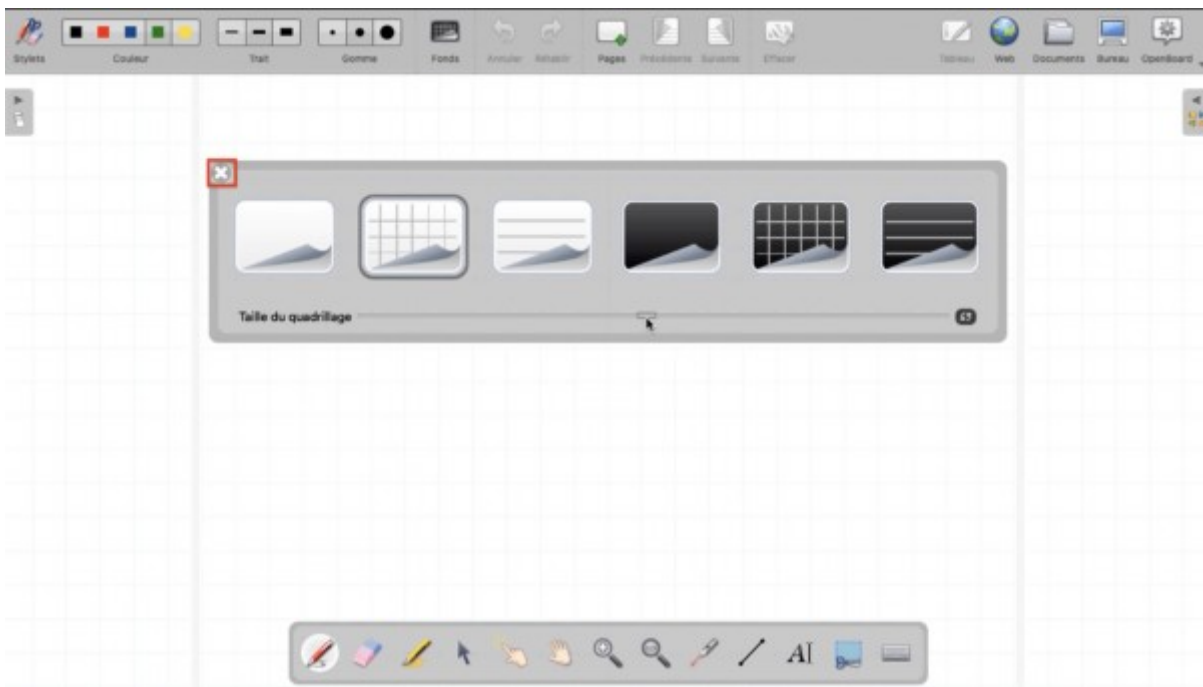 Stylets Couleur Trait Gomme Fonds Annuler Rétablir Pages Précédente Suivante Effacer Tableau Web Documents Bureau OpenBoard
Taille du quadrillage
AI